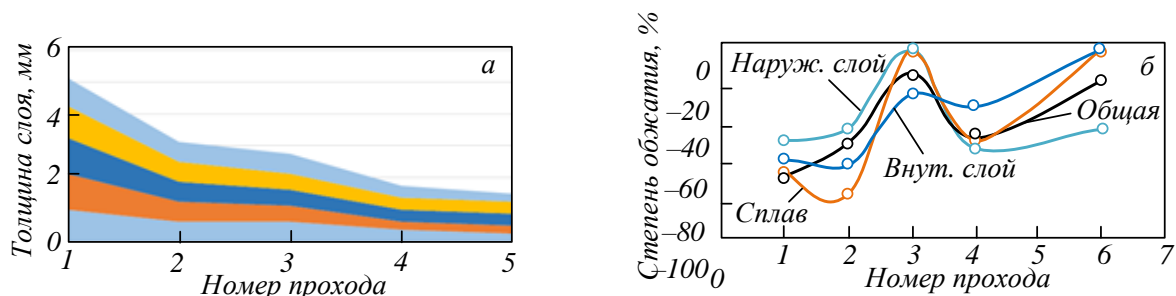 Толщина слоя, мм
6
4
2
0
а
1 2 3 4 5
Номер прохода
Степень обжатия, %
0
–20
–40
–60
–80
–100
б
Наруж. слой
Общая
Внут. слой
Сплав
0 1 2 3 4 5 6 7
Номер прохода